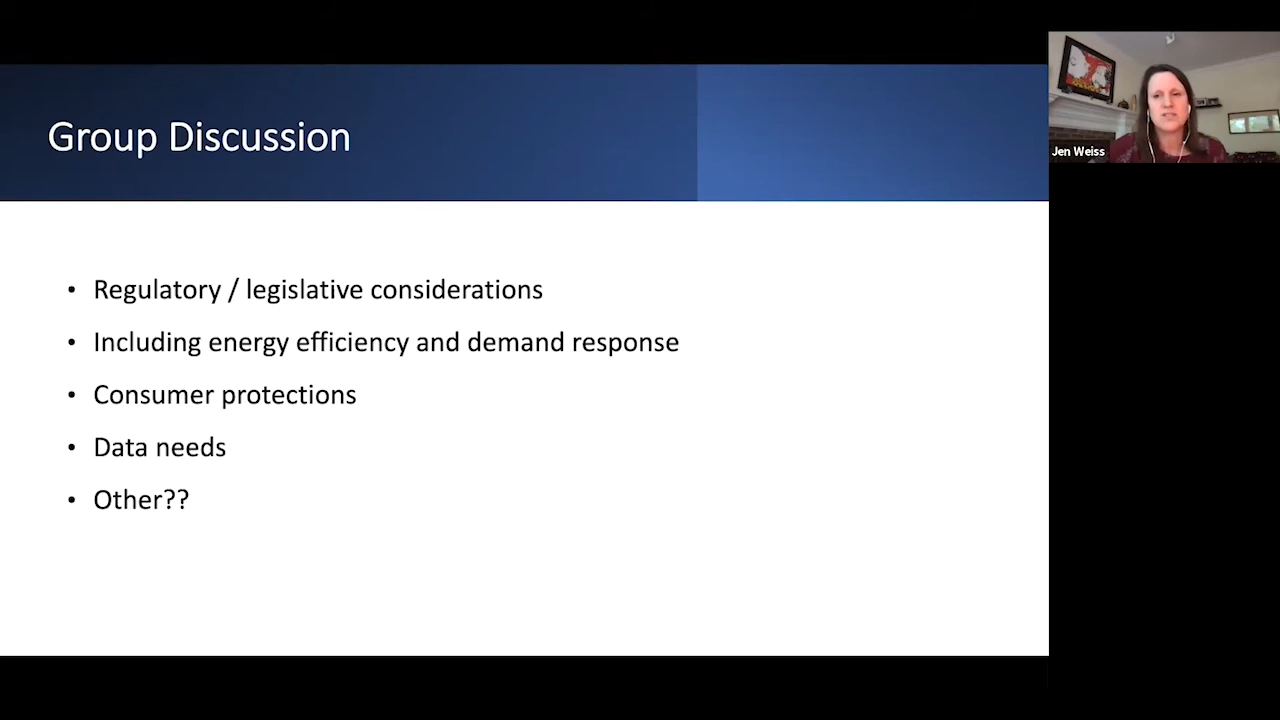 Group Discussion
• Regulatory / legislative considerations
• Including energy efficiency and demand response
• Consumer protections
• Data needs
• Other??
Jen Weiss